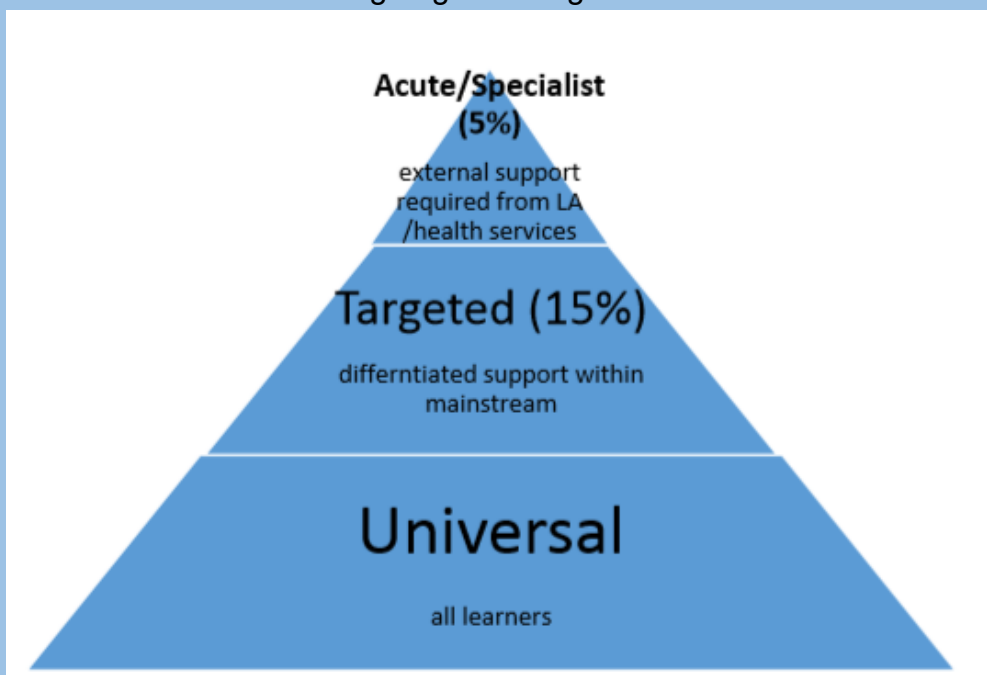 Acute/Specialist
(5%)
external support
required from LA
/health services
Targeted (15%)
differntiated support within
mainstream
Universal
all learners